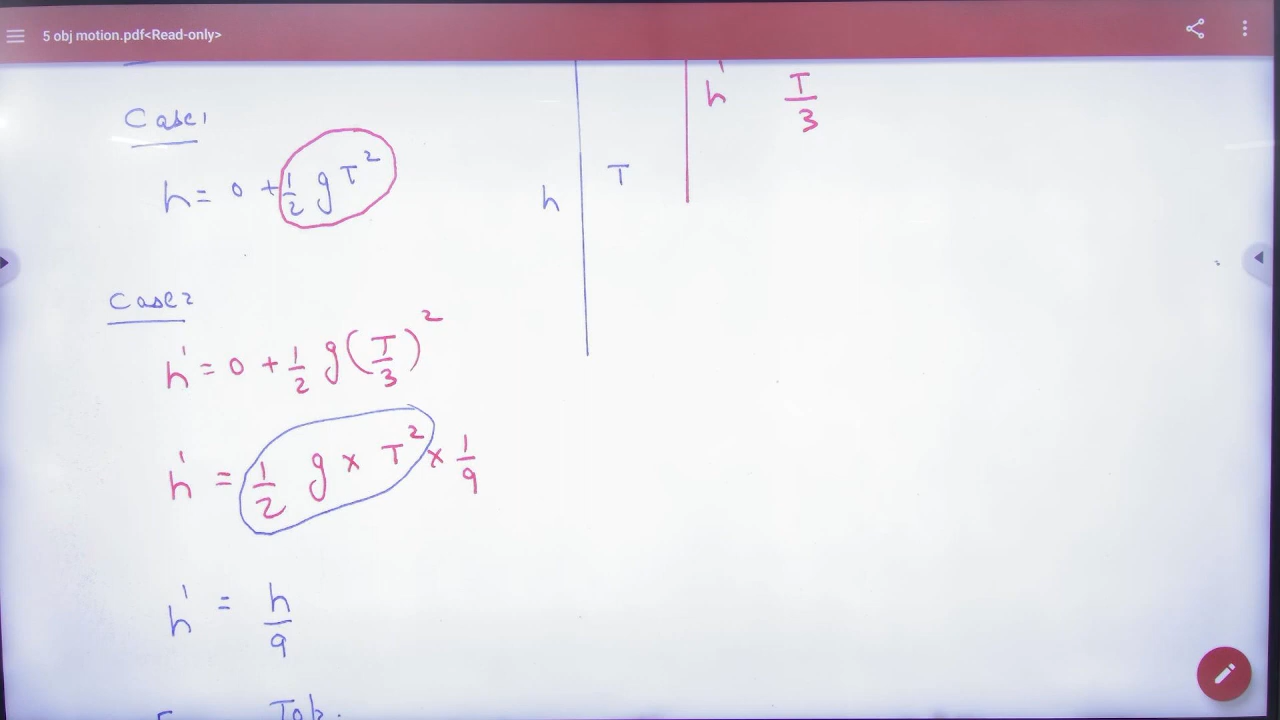 5 obj motion.pdf<Read-only>
h' T/3
Case1
h = 0 + 1/2 g T²
h T
Case2
h' = 0 + 1/2 g (T/3)²
h' = 1/2 g × T² × 1/9
h' = h/9